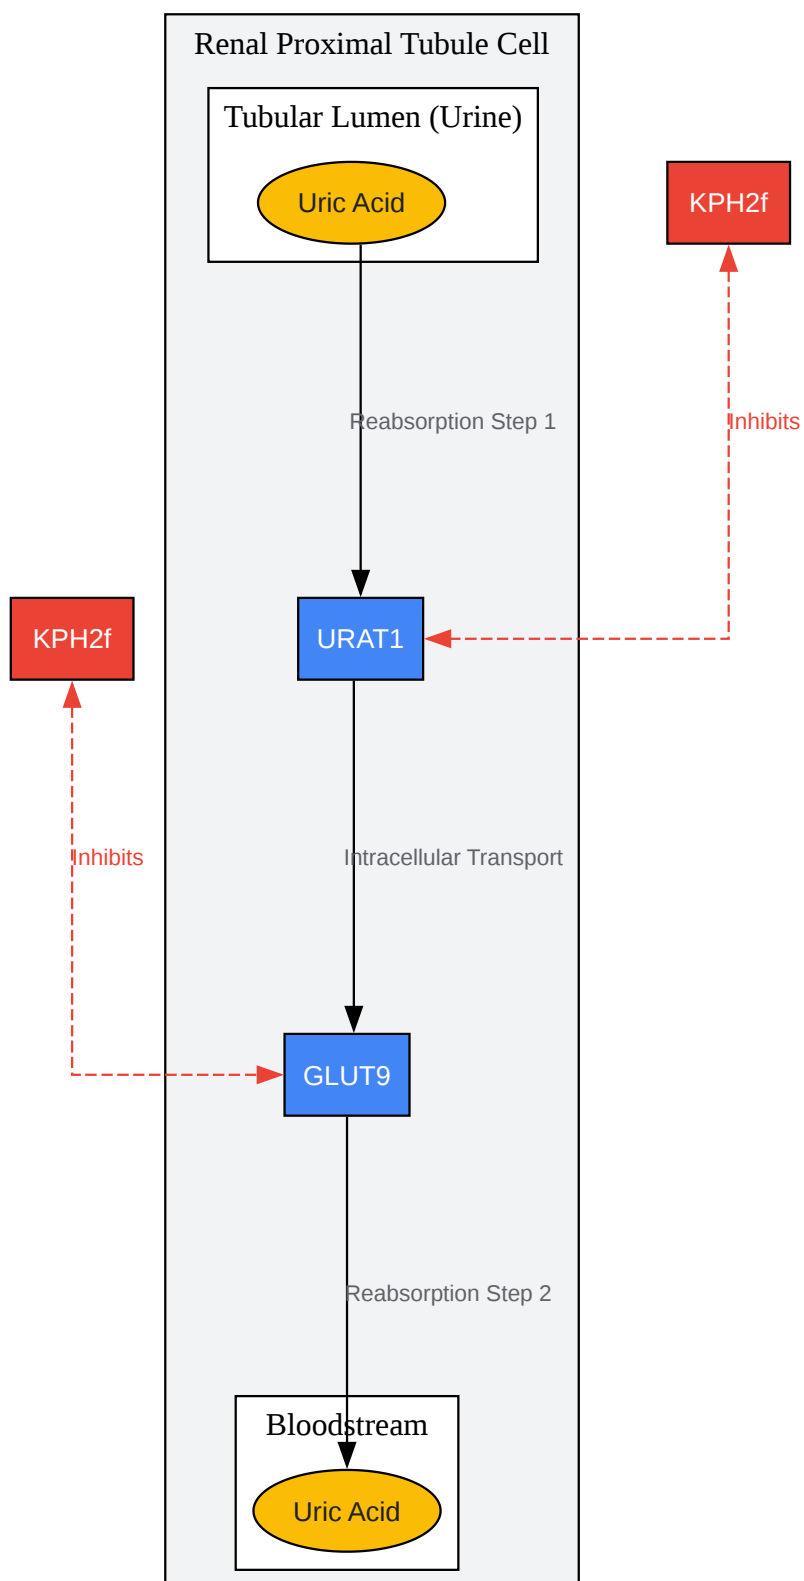 Renal Proximal Tubule Cell
Tubular Lumen (Urine)
Uric Acid
KPH2f
Reabsorption Step 1
Inhibits
KPH2f
URAT1
Inhibits
Intracellular Transport
GLUT9
Reabsorption Step 2
Bloodstream
Uric Acid